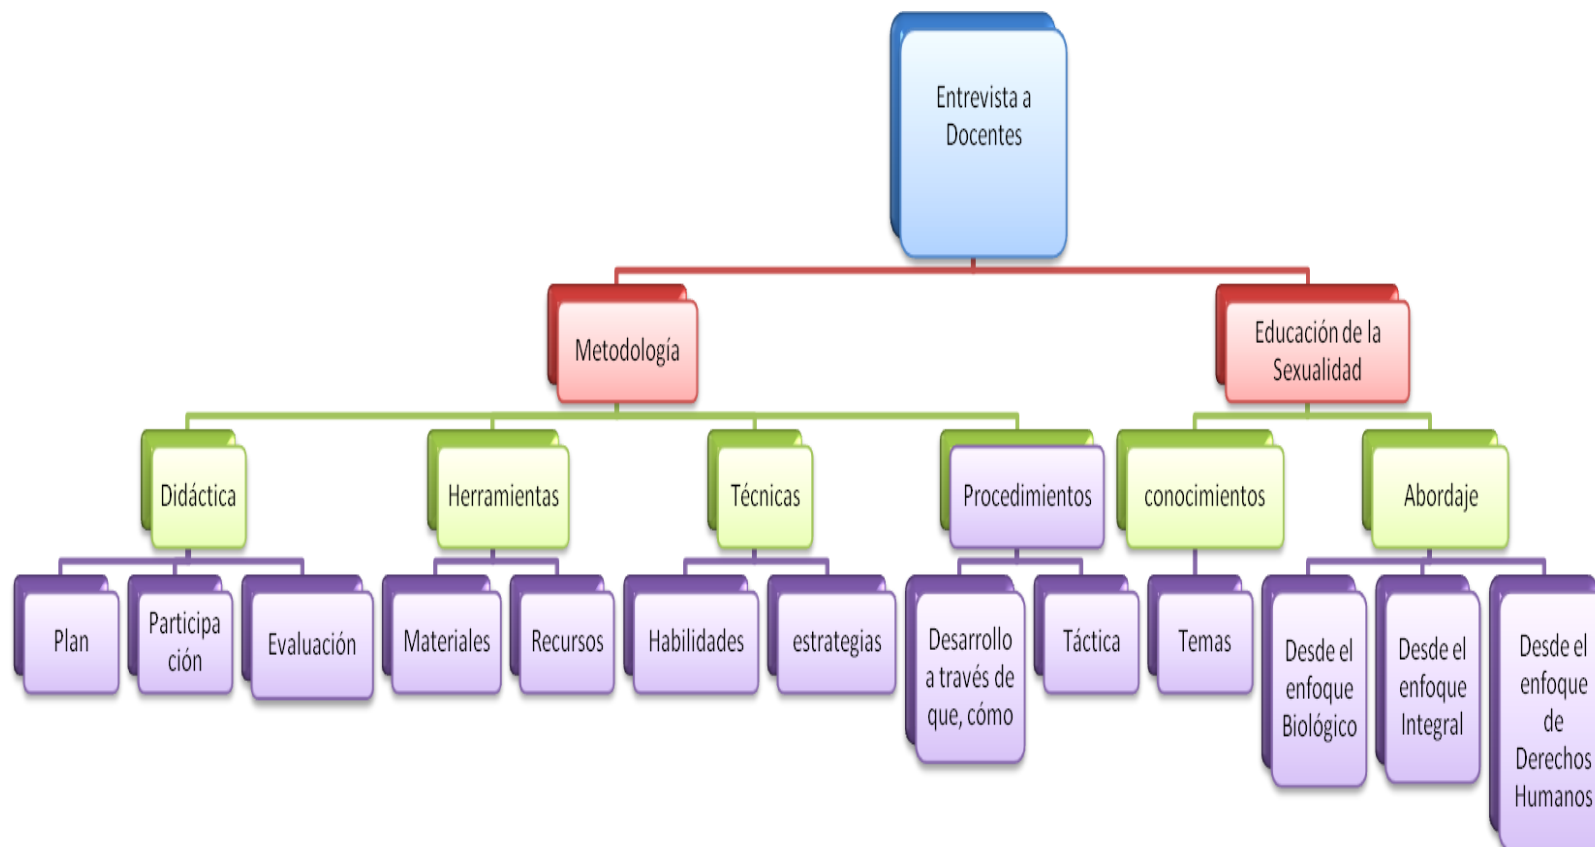 Entrevista a
Docentes
Metodología
Educación de la
Sexualidad
Didáctica
Herramientas
Técnicas
Procedimientos
conocimientos
Abordaje
Plan
Participa
ción
Evaluación
Materiales
Recursos
Habilidades
estrategias
Desarrollo
a través de
que, cómo
Táctica
Temas
Desde el
enfoque
Biológico
Desde el
enfoque
Integral
Desde el
enfoque
de
Derechos
Humanos